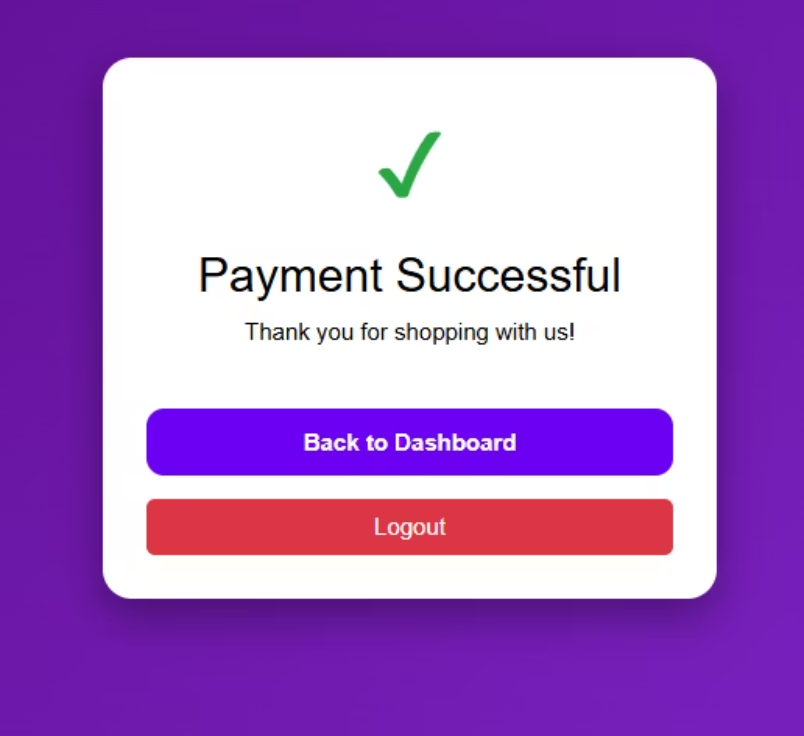 Payment Successful
Thank you for shopping with us!
Back to Dashboard
Logout